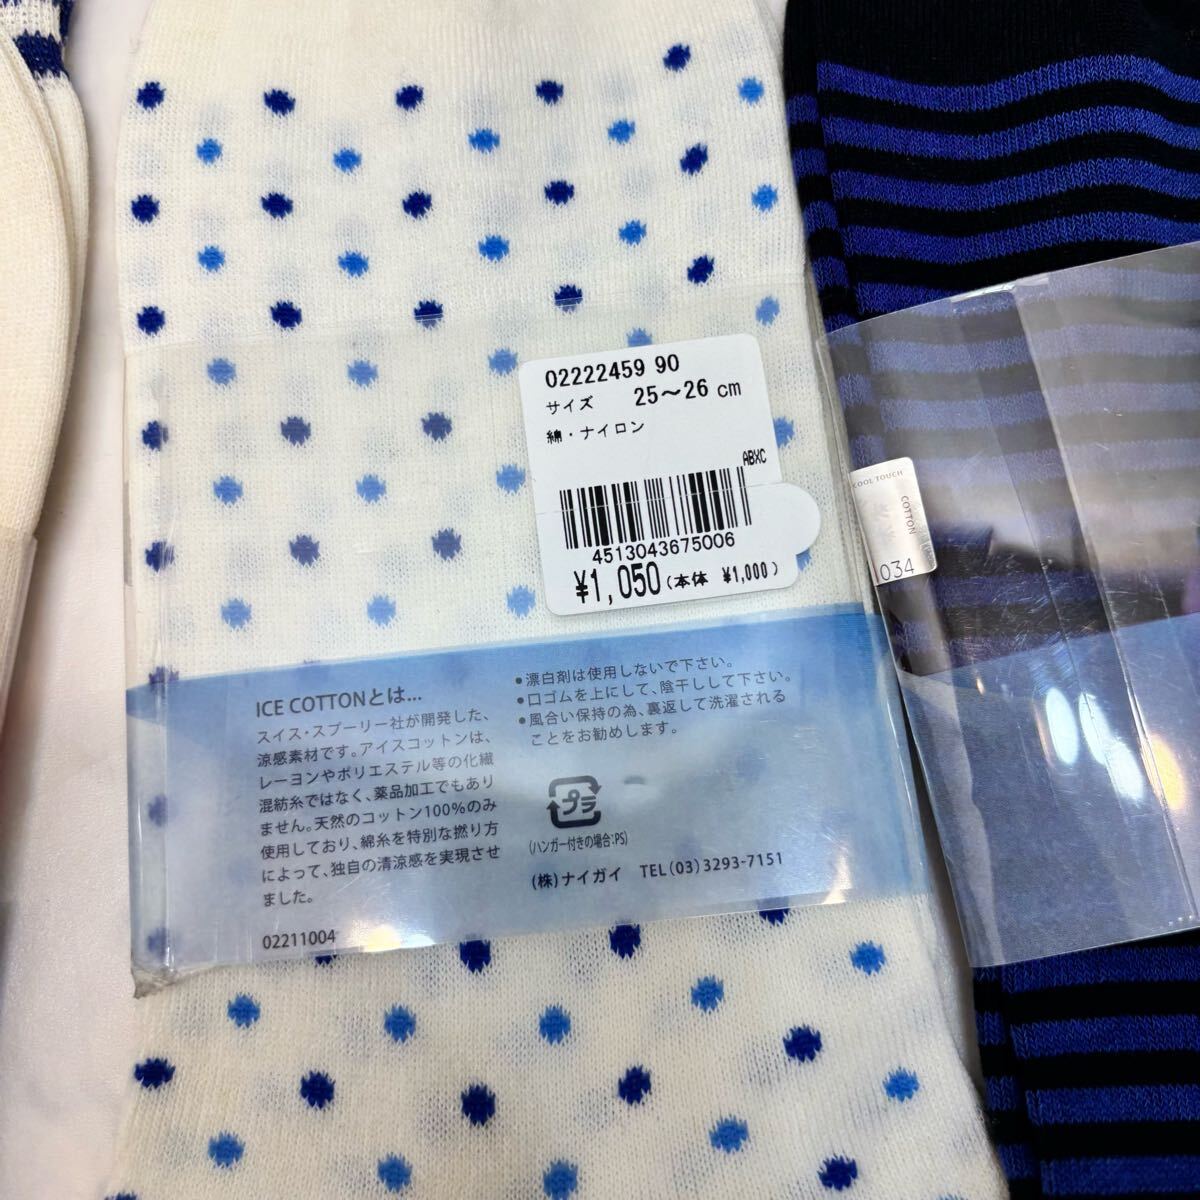 02222459 90
サイズ 25～26 cm
綿・ナイロン
ABXC
4513043675006
¥1,050(本体 ¥1,000)
COOL TOUCH
COTTON
034
ICE COTTONとは...
スイス・スプーリー社が開発した、
涼感素材です。アイスコットンは、
レーヨンやポリエステル等の化繊
混紡糸ではなく、薬品加工でもあり
ません。天然のコットン100%のみ
使用しており、綿糸を特別な撚り方
によって、独自の清涼感を実現させ
ました。
02211004
●漂白剤は使用しないで下さい。
●口ゴムを上にして、陰干しして下さい。
●風合い保持の為、裏返して洗濯される
ことをお勧めします。
プラ
(ハンガー付きの場合:PS)
(株)ナイガイ TEL(03)3293-7151